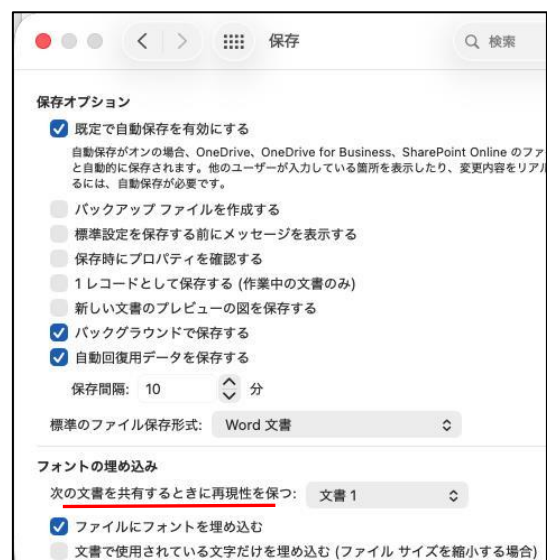 保存
検索
保存オプション
既定で自動保存を有効にする
自動保存がオンの場合、OneDrive、OneDrive for Business、SharePoint Online のファ
と自動的に保存されます。他のユーザーが入力している箇所を表示したり、変更内容をリアル
るには、自動保存が必要です。
バックアップ ファイルを作成する
標準設定を保存する前にメッセージを表示する
保存時にプロパティを確認する
1 レコードとして保存する (作業中の文書のみ)
新しい文書のプレビューの図を保存する
バックグラウンドで保存する
自動回復用データを保存する
保存間隔: 10 分
標準のファイル保存形式: Word 文書
フォントの埋め込み
次の文書を共有するときに再現性を保つ: 文書 1
ファイルにフォントを埋め込む
文書で使用されている文字だけを埋め込む (ファイル サイズを縮小する場合)